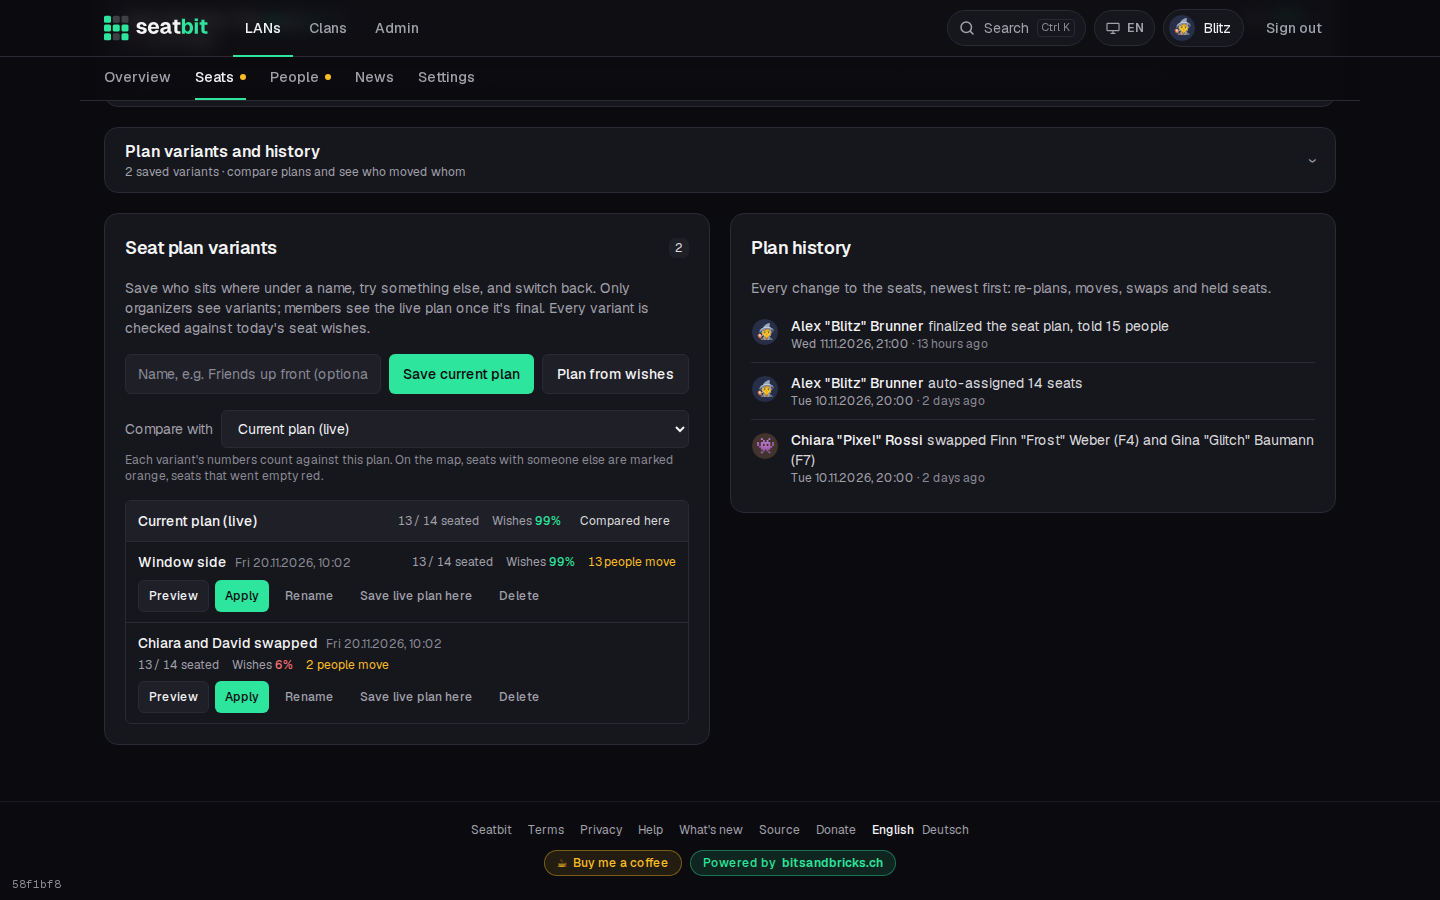 seatbit
LANs Clans Admin
Search Ctrl K
EN
Blitz
Sign out
Overview Seats People News Settings
Plan variants and history
2 saved variants · compare plans and see who moved whom
Seat plan variants
2
Save who sits where under a name, try something else, and switch back. Only
organizers see variants; members see the live plan once it's final. Every variant is
checked against today's seat wishes.
Name, e.g. Friends up front (optiona
Save current plan
Plan from wishes
Compare with
Current plan (live)
Each variant's numbers count against this plan. On the map, seats with someone else are marked
orange, seats that went empty red.
Current plan (live) 13 / 14 seated Wishes 99% Compared here
Window side Fri 20.11.2026, 10:02 13 / 14 seated Wishes 99% 13 people move
Preview Apply Rename Save live plan here Delete
Chiara and David swapped Fri 20.11.2026, 10:02
13 / 14 seated Wishes 6% 2 people move
Preview Apply Rename Save live plan here Delete
Plan history
Every change to the seats, newest first: re-plans, moves, swaps and held seats.
Alex "Blitz" Brunner finalized the seat plan, told 15 people
Wed 11.11.2026, 21:00 · 13 hours ago
Alex "Blitz" Brunner auto-assigned 14 seats
Tue 10.11.2026, 20:00 · 2 days ago
Chiara "Pixel" Rossi swapped Finn "Frost" Weber (F4) and Gina "Glitch" Baumann
(F7)
Tue 10.11.2026, 20:00 · 2 days ago
Seatbit Terms Privacy Help What's new Source Donate English Deutsch
Buy me a coffee
Powered by bitsandbricks.ch
58f1bf8